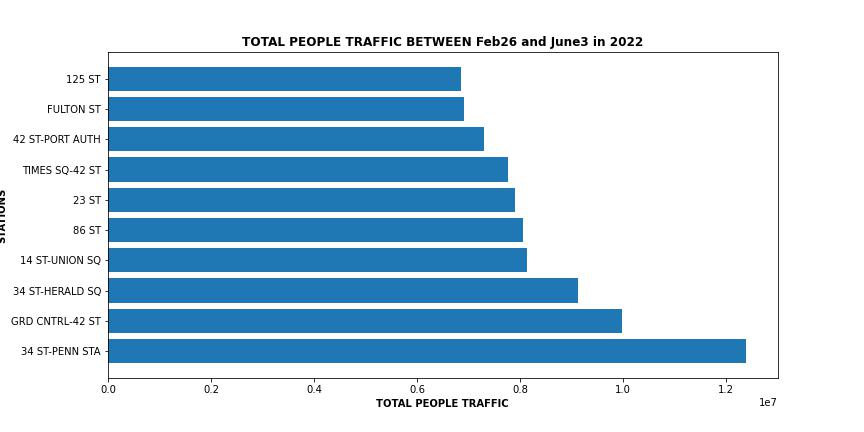 TOTAL PEOPLE TRAFFIC BETWEEN Feb26 and June3 in 2022
STATIONS
125 ST
FULTON ST
42 ST-PORT AUTH
TIMES SQ-42 ST
23 ST
86 ST
14 ST-UNION SQ
34 ST-HERALD SQ
GRD CNTRL-42 ST
34 ST-PENN STA
0.0 0.2 0.4 0.6 0.8 1.0 1.2
1e7
TOTAL PEOPLE TRAFFIC